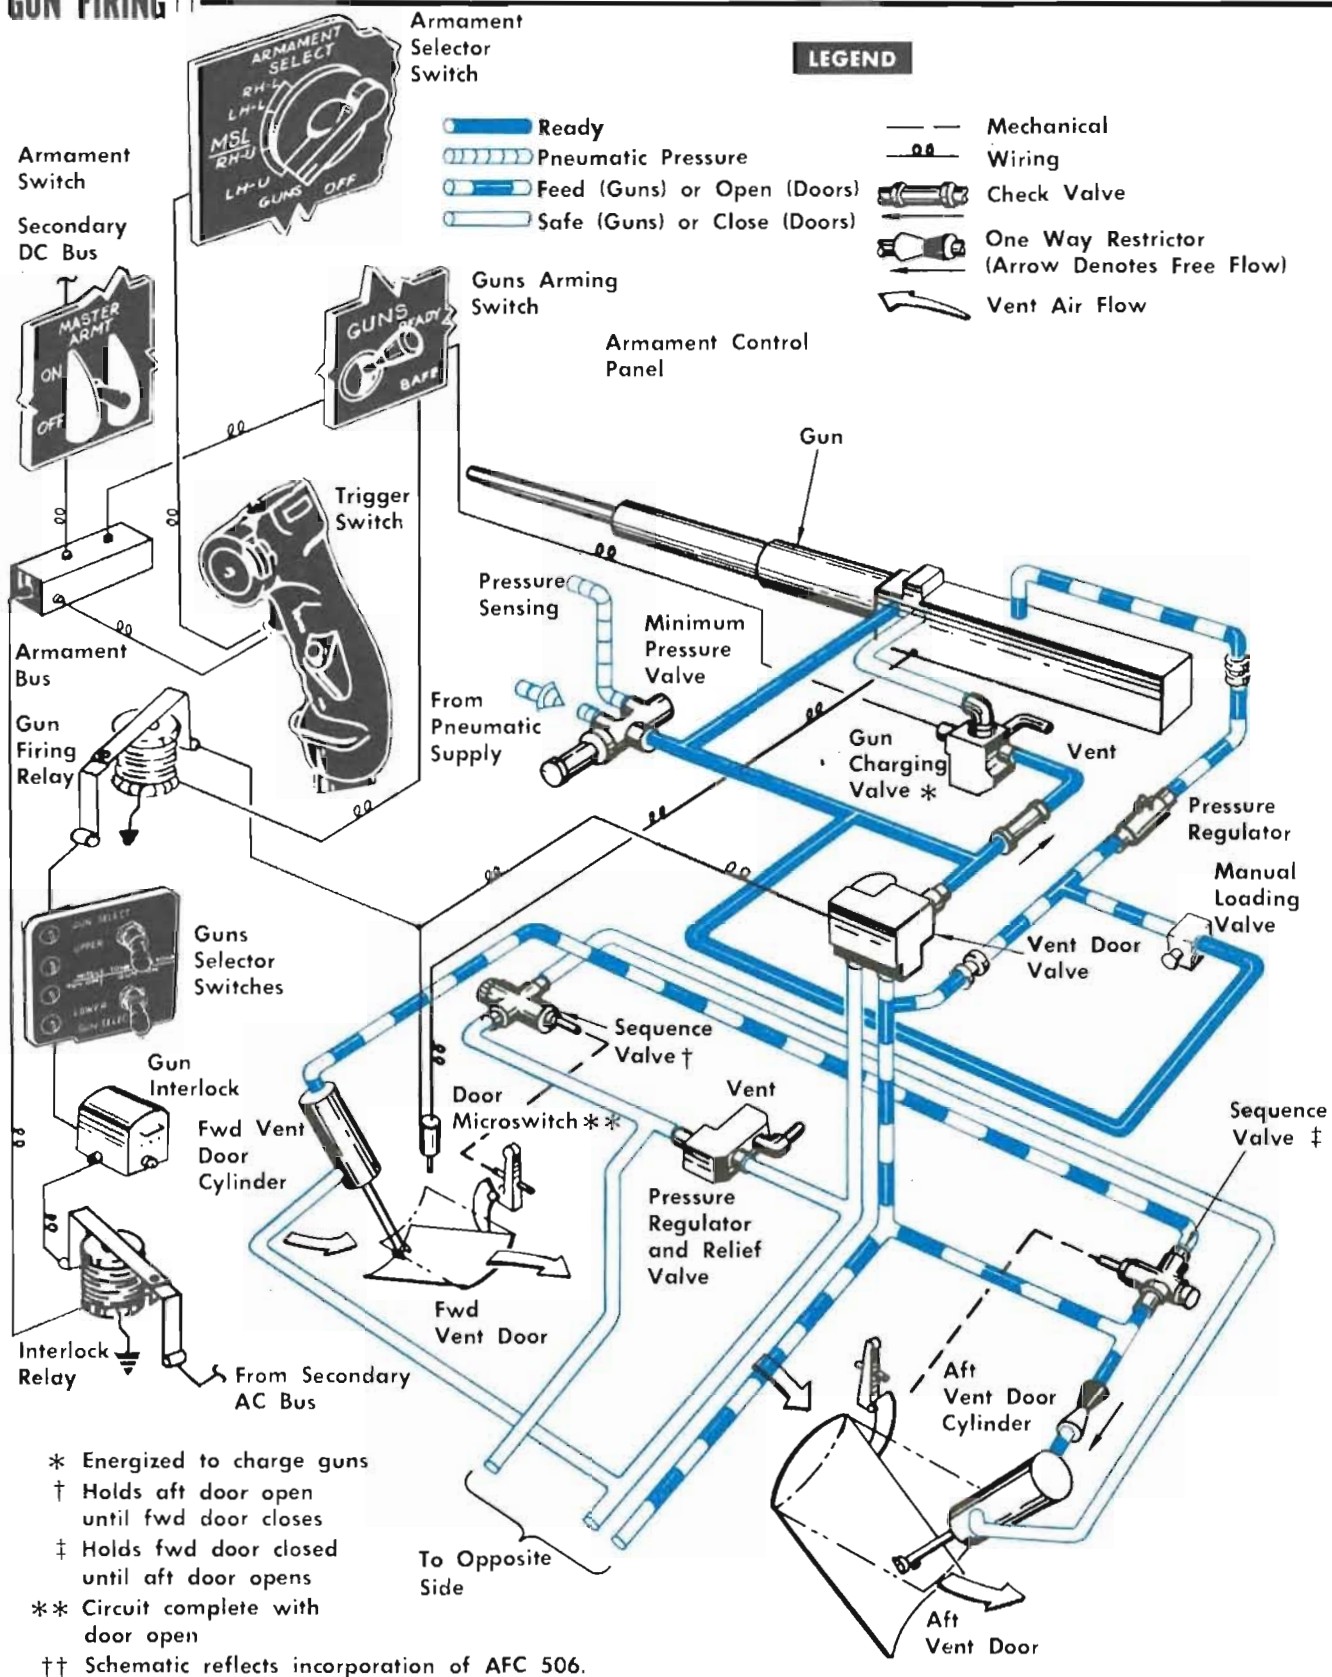 GUN FIRING ††
Armament
Selector
Switch
ARMAMENT
SELECT
RH-L
LH-L
MSL
RH-U
LH-U
GUNS
OFF
LEGEND
Ready
Pneumatic Pressure
Feed (Guns) or Open (Doors)
Safe (Guns) or Close (Doors)
Mechanical
Wiring
Check Valve
One Way Restrictor
(Arrow Denotes Free Flow)
Vent Air Flow
Armament
Switch
Secondary
DC Bus
MASTER
ARMT
ON
OFF
Guns Arming
Switch
GUNS
READY
SAFE
Armament Control
Panel
Gun
Trigger
Switch
Pressure
Sensing
Minimum
Pressure
Valve
Armament
Bus
Gun
Firing
Relay
From
Pneumatic
Supply
Gun
Charging
Valve *
Vent
Pressure
Regulator
Manual
Loading
Valve
GUN SELECT
UPPER
LOWER
GUN SELECT
Guns
Selector
Switches
Vent Door
Valve
Sequence
Valve †
Gun
Interlock
Door
Microswitch **
Vent
Fwd Vent
Door
Cylinder
Sequence
Valve ‡
Pressure
Regulator
and Relief
Valve
Fwd
Vent Door
Interlock
Relay
From Secondary
AC Bus
Aft
Vent Door
Cylinder
* Energized to charge guns
† Holds aft door open
until fwd door closes
‡ Holds fwd door closed
until aft door opens
** Circuit complete with
door open
†† Schematic reflects incorporation of AFC 506.
To Opposite
Side
Aft
Vent Door